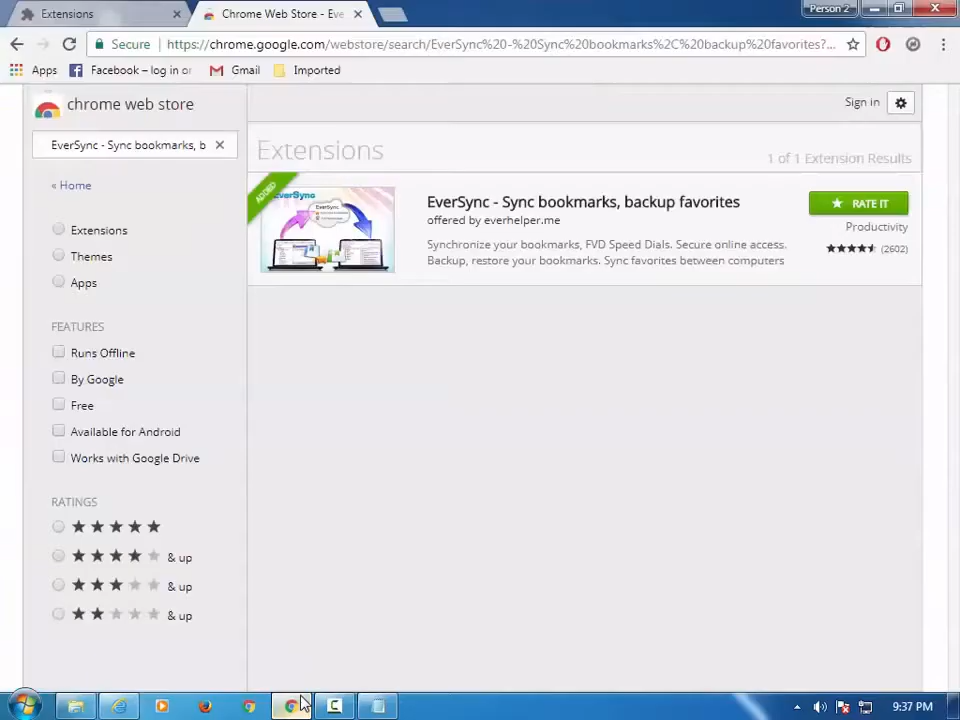 Extensions
Chrome Web Store - Eve
Person 2
Secure
https://chrome.google.com/webstore/search/EverSync%20-%20Sync%20bookmarks%2C%20backup%20favorites?...
Apps
Facebook – log in or
Gmail
Imported
chrome web store
Sign in
EverSync - Sync bookmarks, b
Extensions
1 of 1 Extension Results
« Home
ADDED
EverSync
EverSync
EverSync - Sync bookmarks, backup favorites
RATE IT
offered by everhelper.me
Productivity
Synchronize your bookmarks, FVD Speed Dials. Secure online access.
(2602)
Backup, restore your bookmarks. Sync favorites between computers
Extensions
Themes
Apps
FEATURES
Runs Offline
By Google
Free
Available for Android
Works with Google Drive
RATINGS
& up
& up
& up
9:37 PM